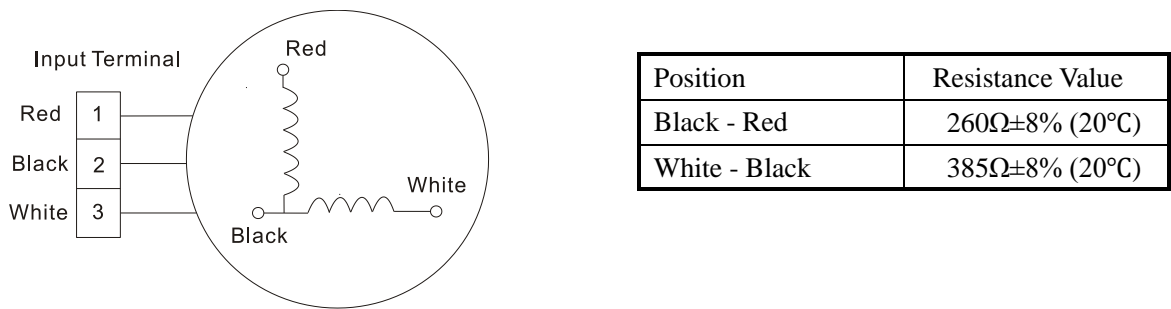 Input Terminal
Red 1
Black 2
White 3
Red
White
Black
Position Resistance Value
Black - Red 260Ω±8% (20℃)
White - Black 385Ω±8% (20℃)